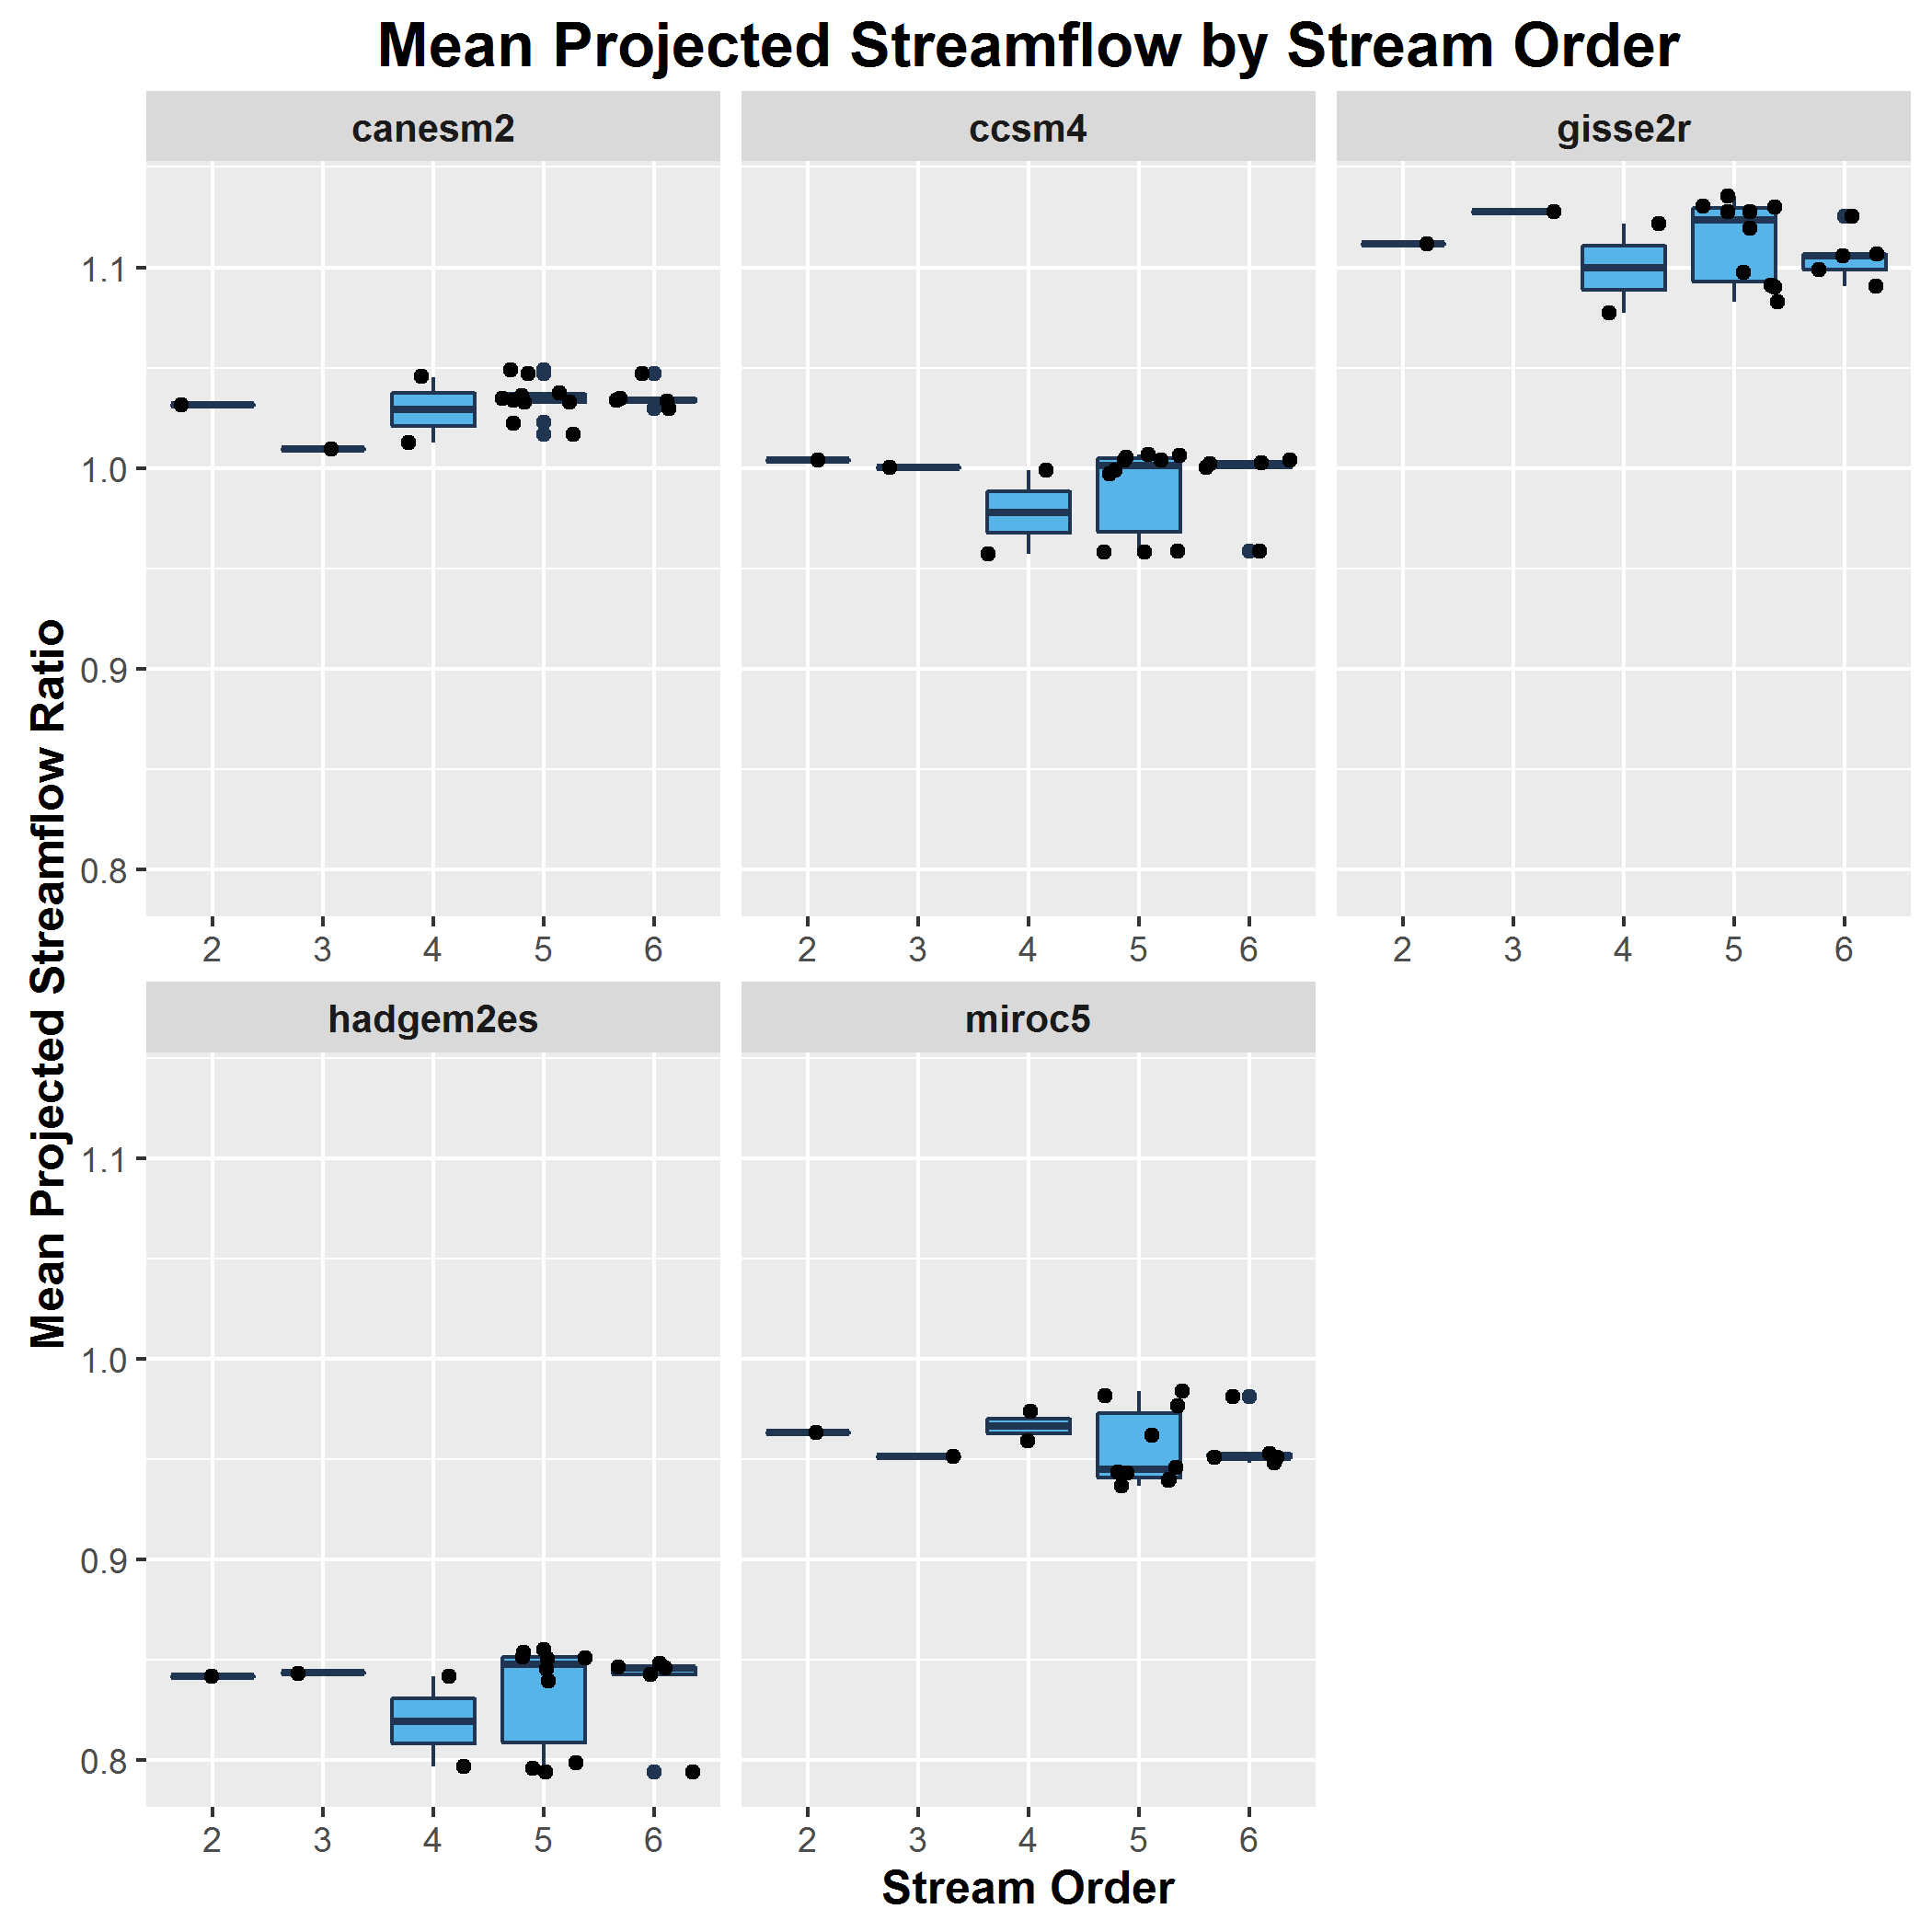 Mean Projected Streamflow by Stream Order
canesm2 ccsm4 gisse2r
1.1
1.0
0.9
0.8
2 3 4 5 6 2 3 4 5 6 2 3 4 5 6
Mean Projected Streamflow Ratio
hadgem2es miroc5
1.1
1.0
0.9
0.8
2 3 4 5 6 2 3 4 5 6
Stream Order